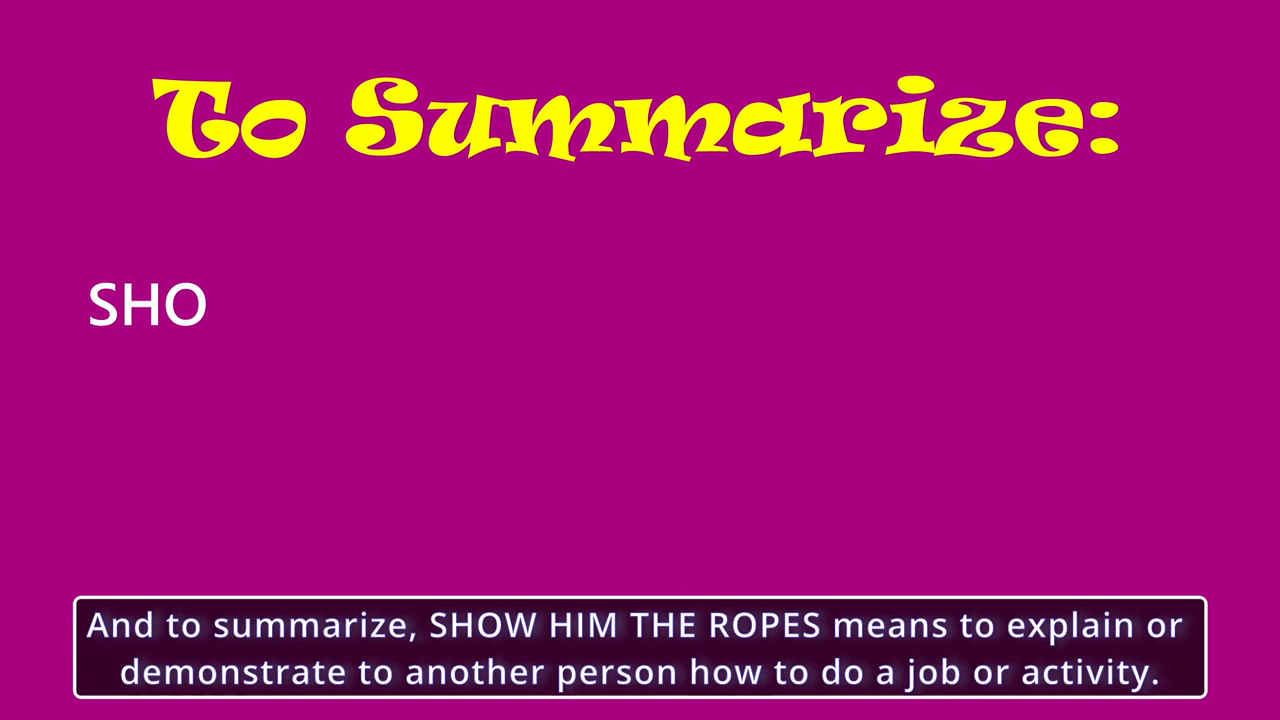 To Summarize:
SHO
And to summarize, SHOW HIM THE ROPES means to explain or
demonstrate to another person how to do a job or activity.